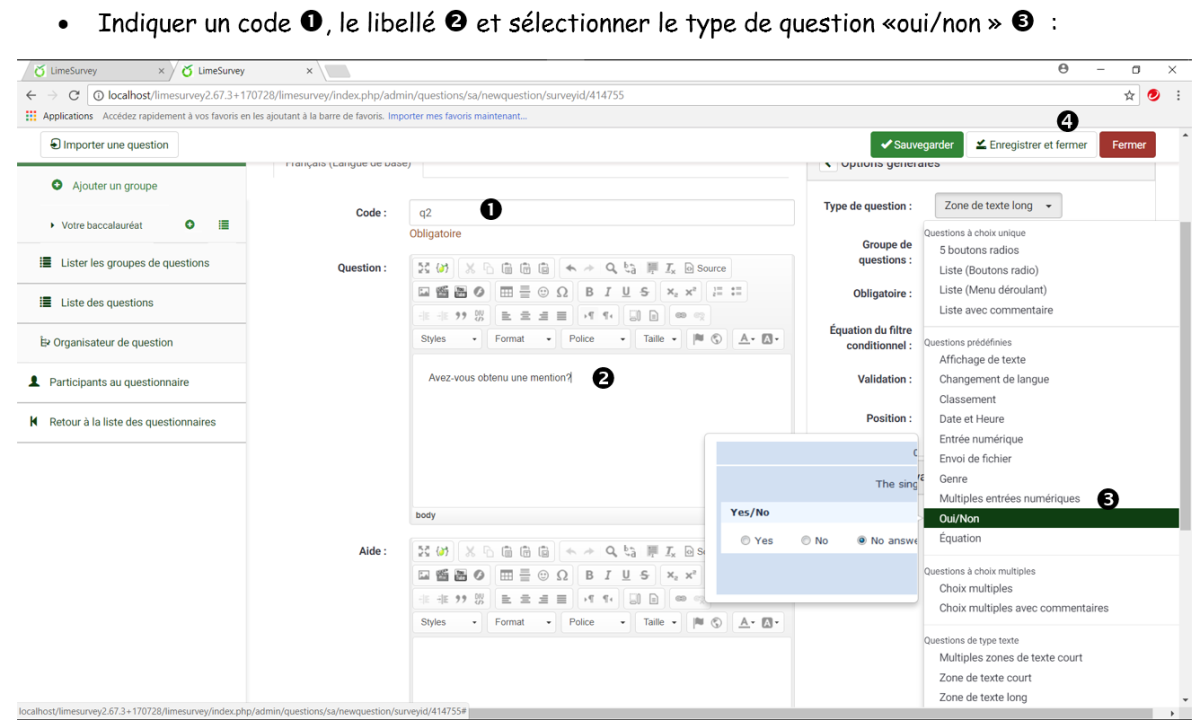 • Indiquer un code ❶, le libellé ❷ et sélectionner le type de question «oui/non » ❸ :
LimeSurvey × LimeSurvey ×
localhost/limesurvey2.67.3+170728/limesurvey/index.php/admin/questions/sa/newquestion/surveyid/414755
Applications Accédez rapidement à vos favoris en les ajoutant à la barre de favoris. Importer mes favoris maintenant...
❹
Importer une question
Sauvegarder Enregistrer et fermer Fermer
Français (Langue de base)
Options générales
Ajouter un groupe
Votre baccalauréat
Lister les groupes de questions
Liste des questions
Organisateur de question
Participants au questionnaire
Retour à la liste des questionnaires
Code : q2 ❶
Obligatoire
Question :
Source
B I U S x₂ x²
Styles Format Police Taille A A
Avez-vous obtenu une mention? ❷
body
Aide :
B I U S x₂ x²
Styles Format Police Taille A A
The sing
Yes/No
Yes No No answe
Type de question : Zone de texte long
Groupe de
questions :
Obligatoire :
Équation du filtre
conditionnel :
Validation :
Position :
Questions à choix unique
5 boutons radios
Liste (Boutons radio)
Liste (Menu déroulant)
Liste avec commentaire
Questions prédéfinies
Affichage de texte
Changement de langue
Classement
Date et Heure
Entrée numérique
Envoi de fichier
Genre
Multiples entrées numériques ❸
Oui/Non
Équation
Questions à choix multiples
Choix multiples
Choix multiples avec commentaires
Questions de type texte
Multiples zones de texte court
Zone de texte court
Zone de texte long
localhost/limesurvey2.67.3+170728/limesurvey/index.php/admin/questions/sa/newquestion/surveyid/414755#